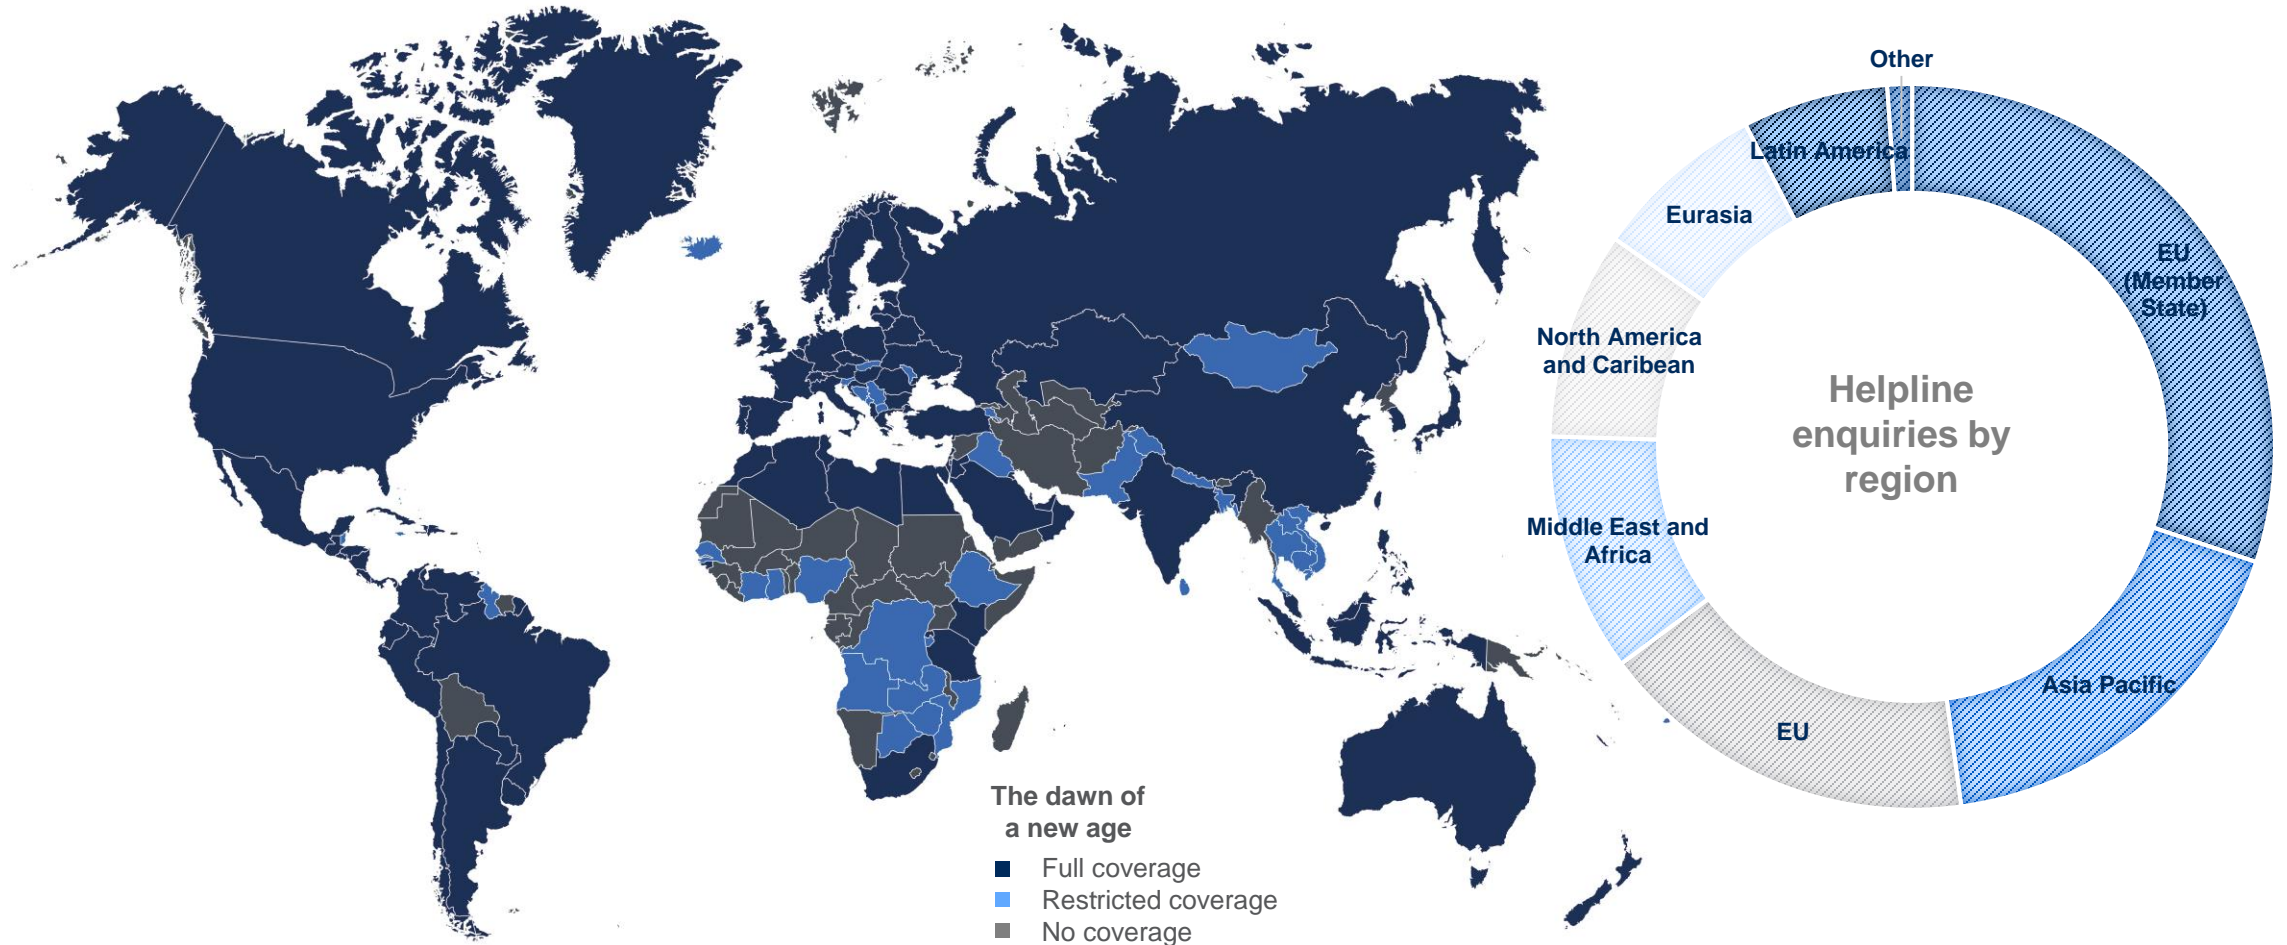 The dawn of
a new age
Full coverage
Restricted coverage
No coverage
Other
Latin America
Eurasia
North America
and Caribean
Middle East and
Africa
EU
Asia Pacific
EU
(Member
State)
Helpline
enquiries by
region